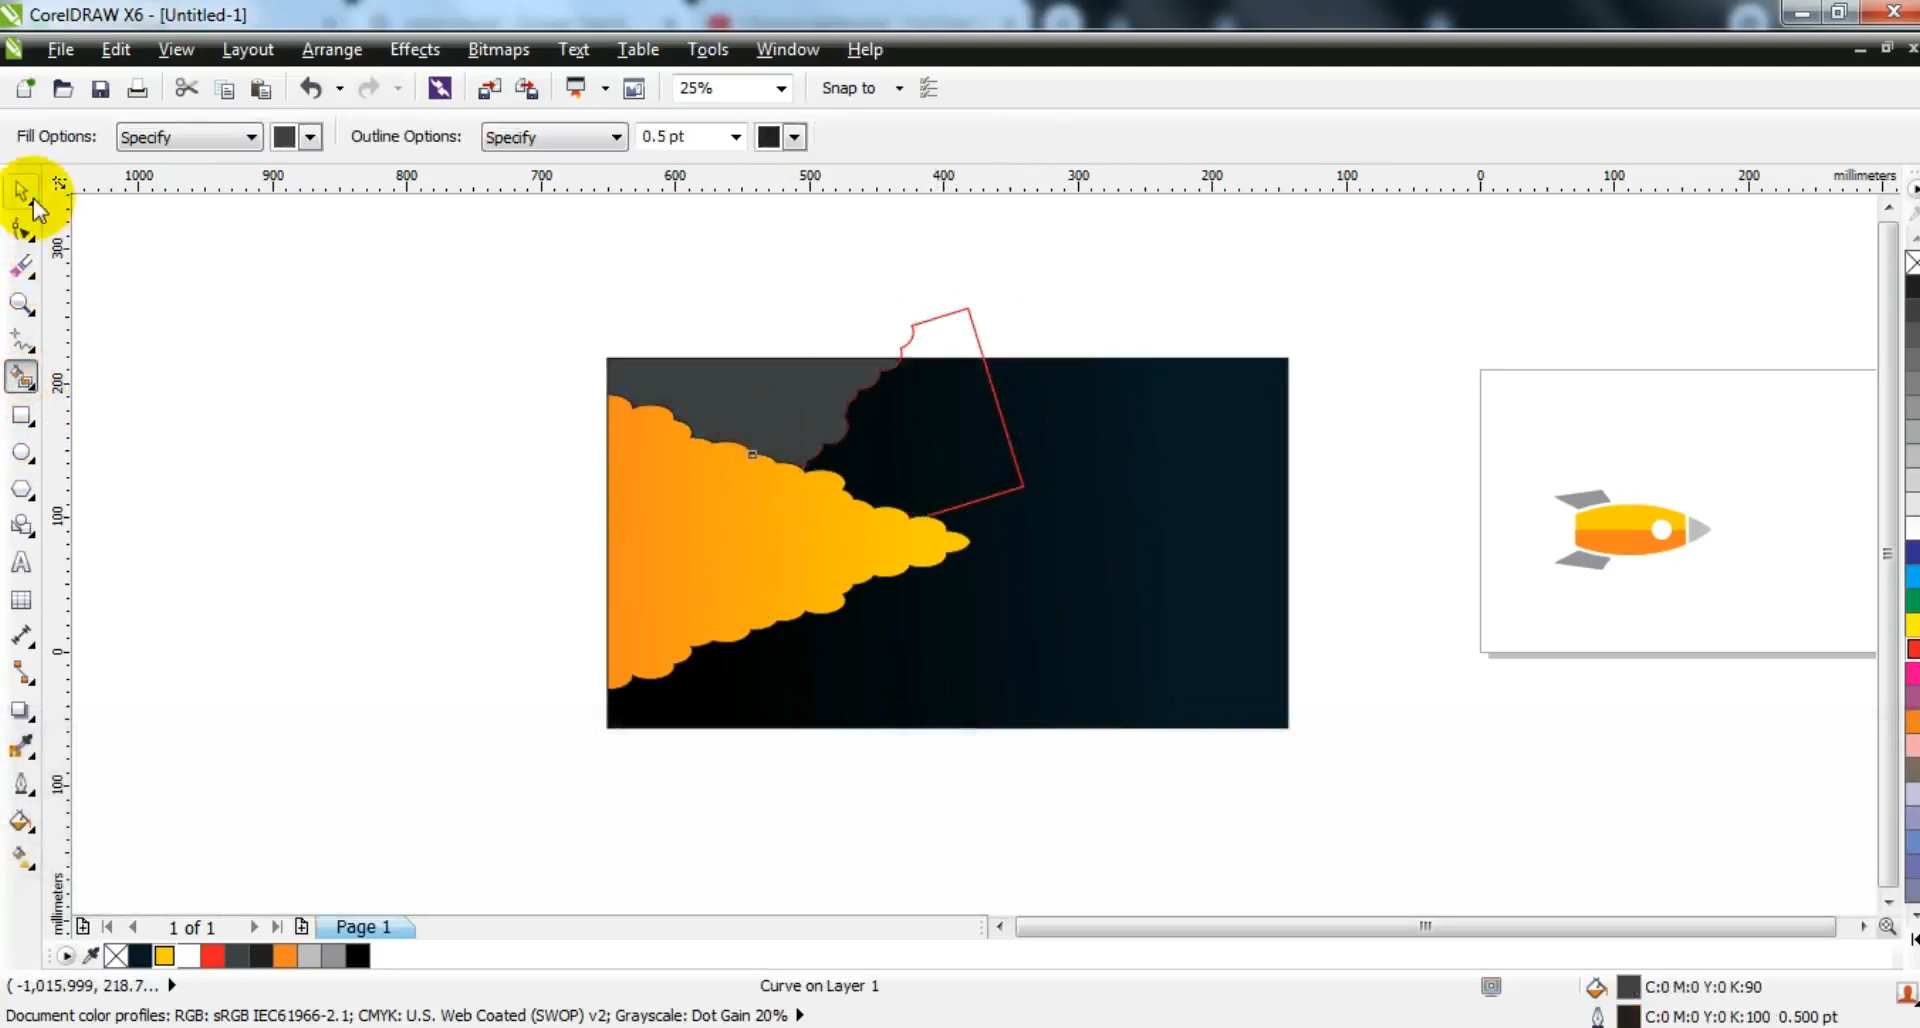 CorelDRAW X6 - [Untitled-1]
File Edit View Layout Arrange Effects Bitmaps Text Table Tools Window Help
25% Snap to
Fill Options: Specify Outline Options: Specify 0.5 pt
1000 900 800 700 600 500 400 300 200 100 0 100 200 millimeters
300
200
100
0
100
millimeters
1 of 1 Page 1
( -1,015.999, 218.7... Curve on Layer 1 C:0 M:0 Y:0 K:90
Document color profiles: RGB: sRGB IEC61966-2.1; CMYK: U.S. Web Coated (SWOP) v2; Grayscale: Dot Gain 20% C:0 M:0 Y:0 K:100 0.500 pt